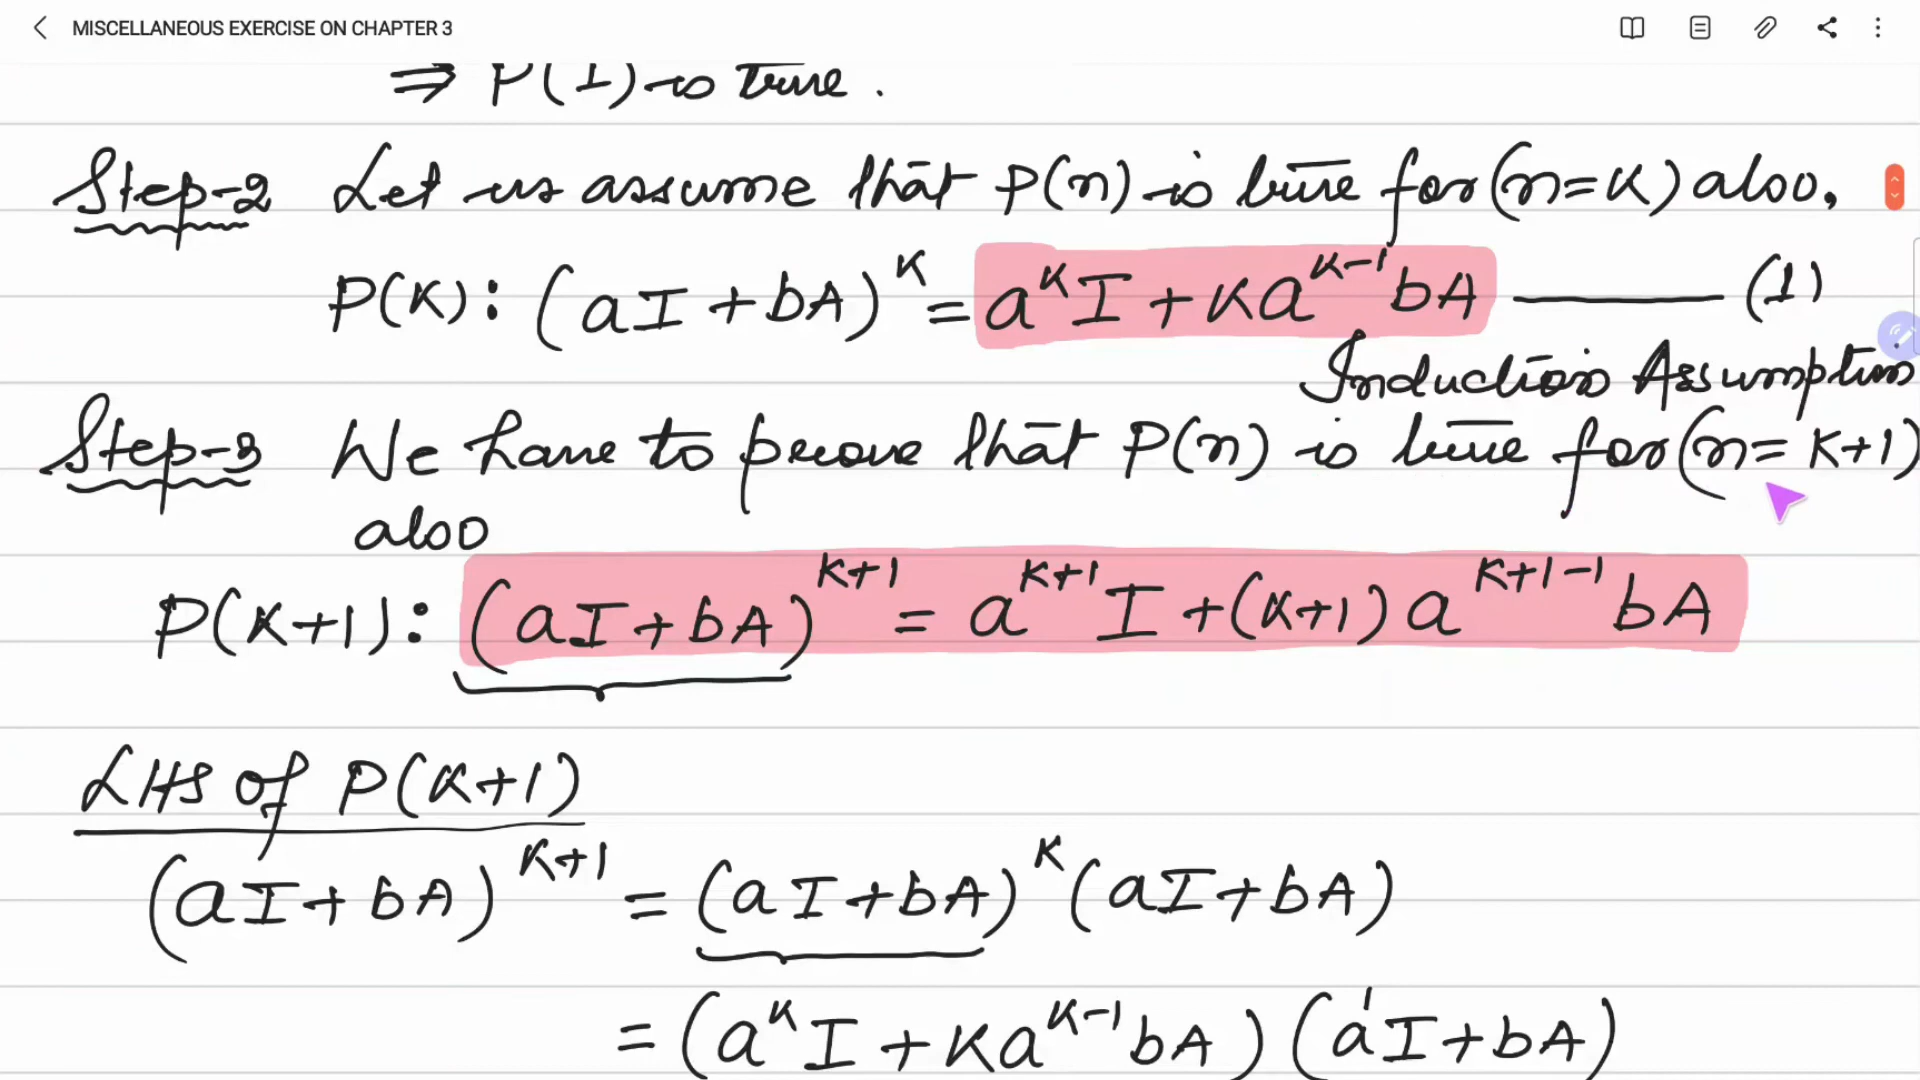 MISCELLANEOUS EXERCISE ON CHAPTER 3
⇒ P(1) is true.
Step-2 Let us assume that P(n) is true for (n=K) also,
P(K): (aI + bA)^K = a^K I + K a^(K-1) bA ——— (1)
Induction Assumption
Step-3 We have to prove that P(n) is true for (n=K+1)
also
P(K+1): (aI + bA)^(K+1) = a^(K+1) I + (K+1) a^(K+1-1) bA
LHS of P(K+1)
(aI + bA)^(K+1) = (aI + bA)^K (aI + bA)
= (a^K I + K a^(K-1) bA) (a^1 I + bA)